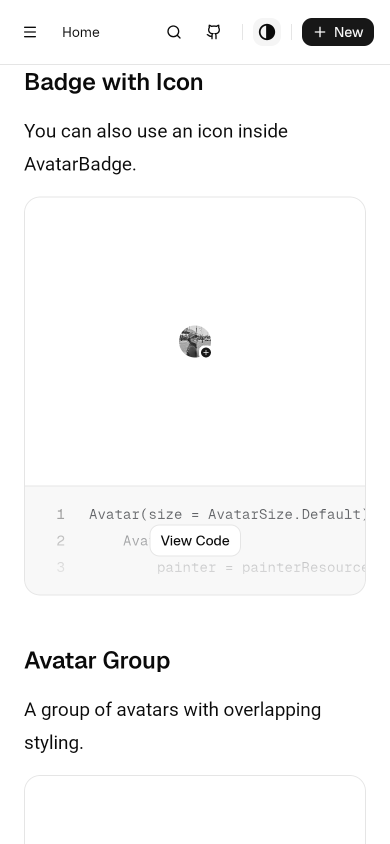 Home
New
Badge with Icon
You can also use an icon inside
AvatarBadge.
1 Avatar(size = AvatarSize.Default)
2 Ava
View Code
3 painter = painterResource
Avatar Group
A group of avatars with overlapping
styling.